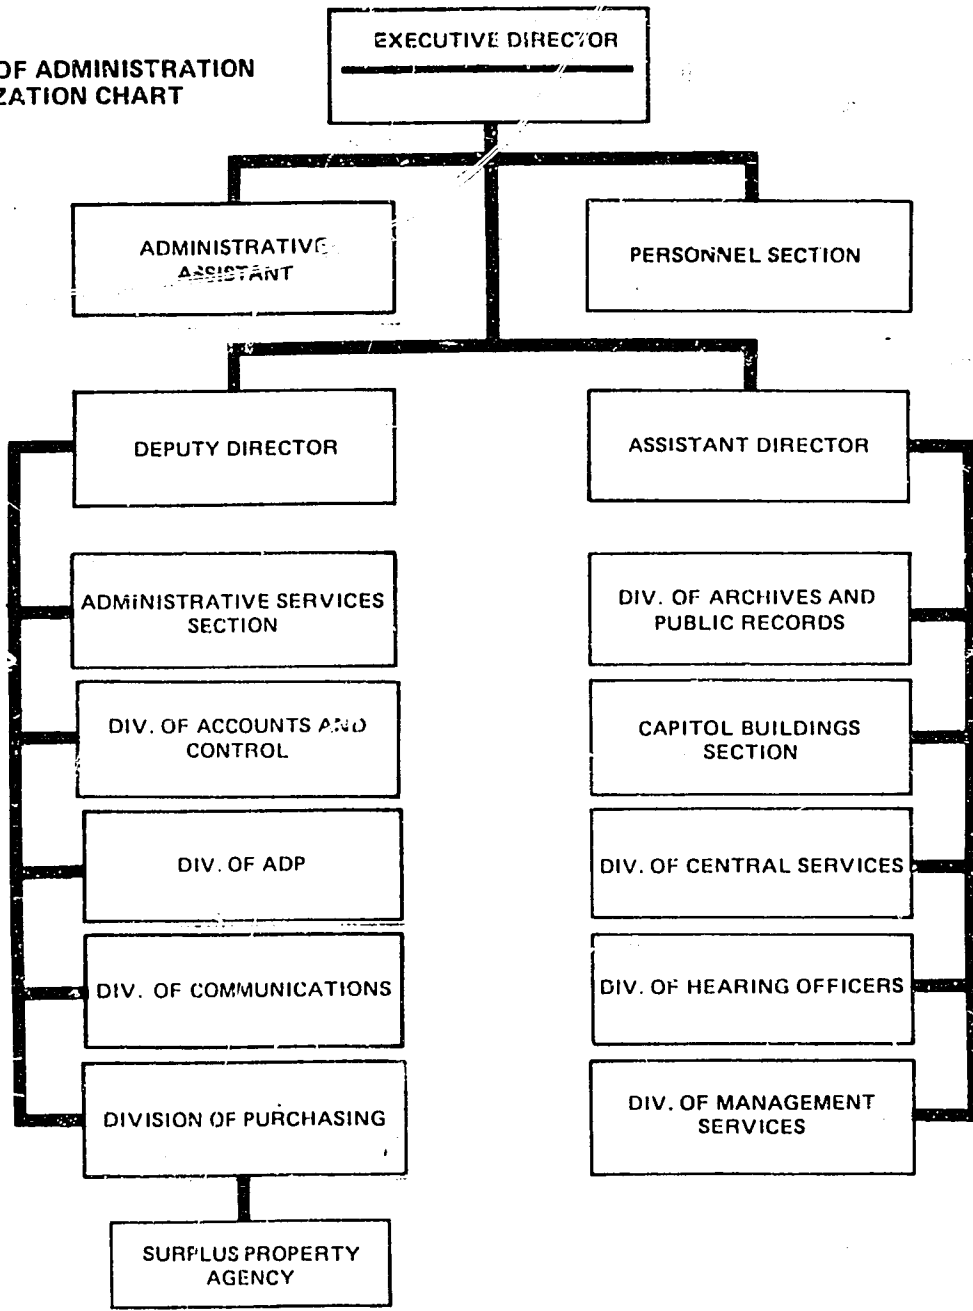 EXECUTIVE DIRECTOR
OF ADMINISTRATION
ZATION CHART
ADMINISTRATIVE
ASSISTANT
PERSONNEL SECTION
DEPUTY DIRECTOR
ASSISTANT DIRECTOR
ADMINISTRATIVE SERVICES
SECTION
DIV. OF ARCHIVES AND
PUBLIC RECORDS
DIV. OF ACCOUNTS AND
CONTROL
CAPITOL BUILDINGS
SECTION
DIV. OF ADP
DIV. OF CENTRAL SERVICES
DIV. OF COMMUNICATIONS
DIV. OF HEARING OFFICERS
DIVISION OF PURCHASING
DIV. OF MANAGEMENT
SERVICES
SURPLUS PROPERTY
AGENCY